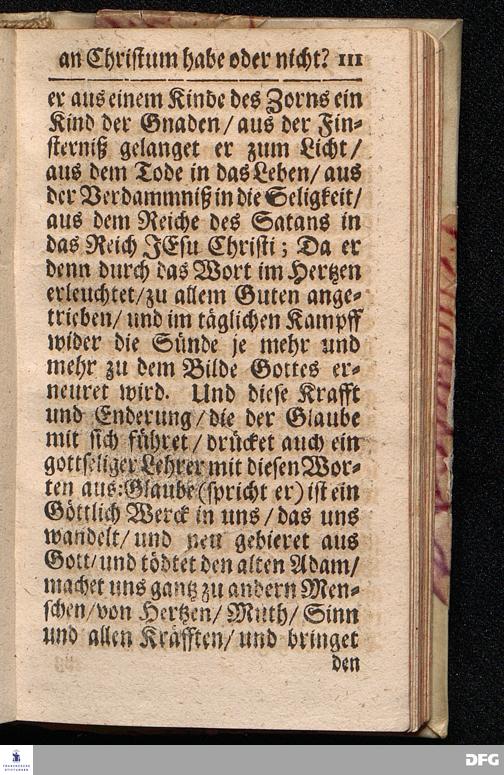 an Christum habe oder nicht? 111
er aus einem Kinde des Zorns ein
Kind der Gnaden/ aus der Fin-
sterniß gelanget er zum Licht/
aus dem Tode in das Leben/ aus
der Verdammniß in die Seligkeit/
aus dem Reiche des Satans in
das Reich JEsu Christi; Da er
denn durch das Wort im Hertzen
erleuchtet/ zu allem Guten ange-
trieben/ und im täglichen Kampff
wider die Sünde je mehr und
mehr zu dem Bilde Gottes er-
neuret wird. Und diese Krafft
und Enderung/ die der Glaube
mit sich führet/ drücket auch ein
gottseliger Lehrer mit diesen Wor-
ten aus: Glaube (spricht er) ist ein
Göttlich Werck in uns/ das uns
wandelt/ und neu gebieret aus
Gott/ und tödtet den alten Adam/
machet uns gantz zu andern Men-
schen/ von Hertzen/ Muth/ Sinn
und allen Kräfften/ und bringet
den
FRANCKESCHE STIFTUNGEN
DFG